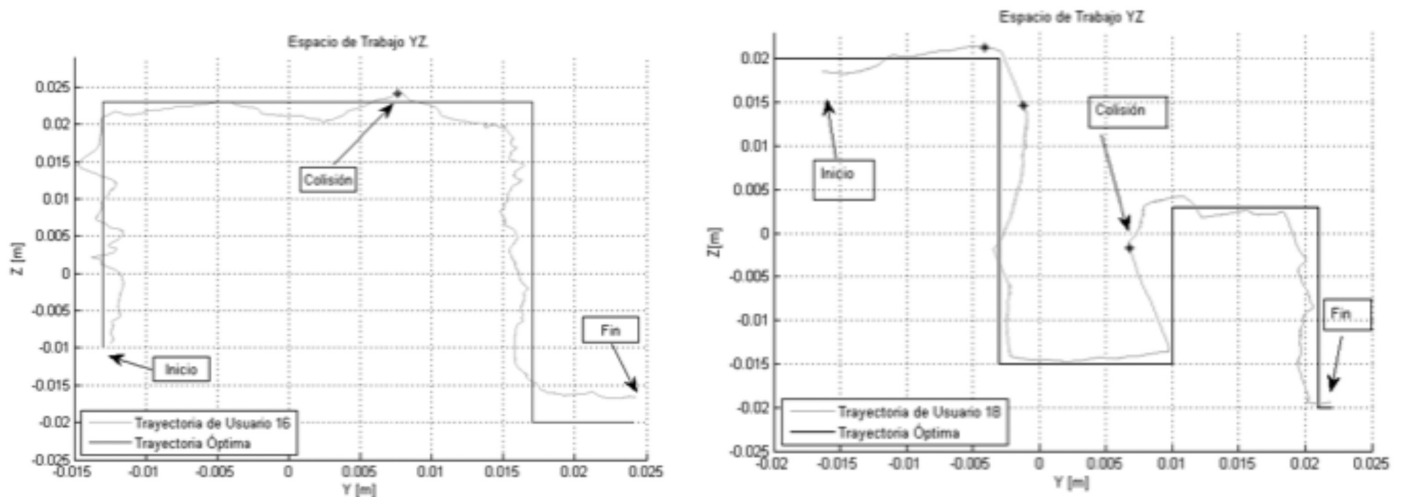 Espacio de Trabajo YZ
0.025
0.02
0.015
0.01
0.005
0
-0.005
-0.01
-0.015
-0.02
-0.025
Z [m]
Colisión
Inicio
Fin
Trayectoria de Usuario 16
Trayectoria Óptima
-0.015
-0.01
-0.005
0
0.005
0.01
0.015
0.02
0.025
Y [m]
Espacio de Trabajo YZ
0.02
0.015
0.01
0.005
0
-0.005
-0.01
-0.015
-0.02
-0.025
Z[m]
Colisión
Inicio
Fin
Trayectoria de Usuario 18
Trayectoria Óptima
-0.02
-0.015
-0.01
-0.005
0
0.005
0.01
0.015
0.02
0.025
Y [m]